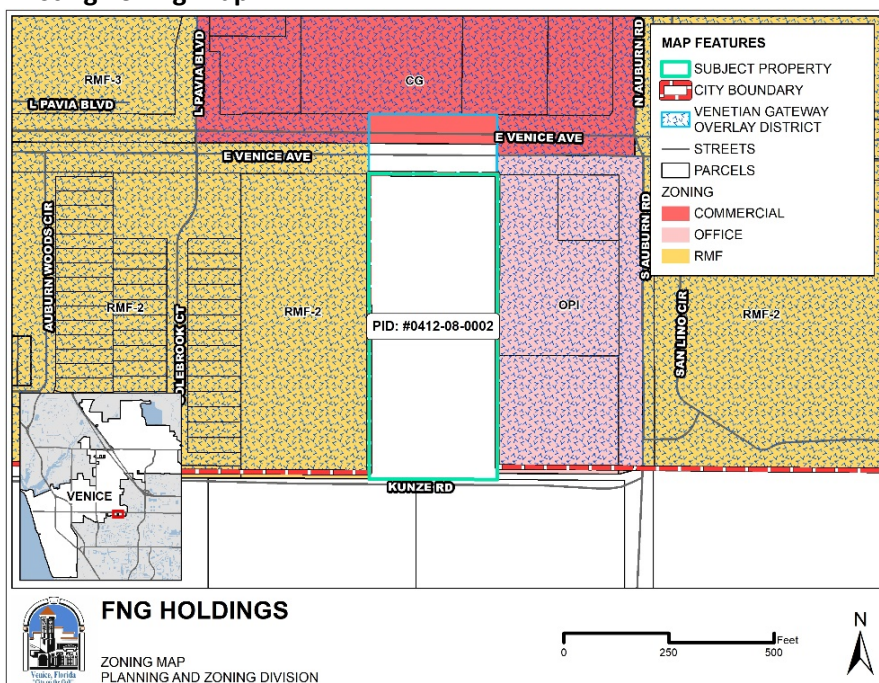 RMF-3
L PAVIA BLVD
L PAVIA BLVD
CG
N AUBURN RD
E VENICE AVE
E VENICE AVE
MAP FEATURES
SUBJECT PROPERTY
CITY BOUNDARY
VENETIAN GATEWAY
OVERLAY DISTRICT
STREETS
PARCELS
ZONING
COMMERCIAL
OFFICE
RMF
AUBURN WOODS CIR
RMF-2
COLEBROOK CT
RMF-2
PID: #0412-08-0002
OPI
S AUBURN RD
SAN LINO CIR
RMF-2
VENICE
KUNZE RD
FNG HOLDINGS
ZONING MAP
PLANNING AND ZONING DIVISION
Venice, Florida
0 250 500
Feet
N